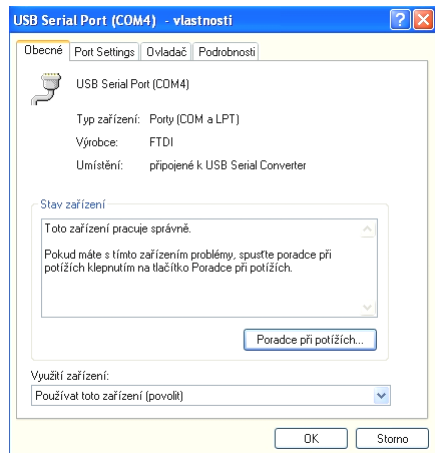 USB Serial Port (COM4) - vlastnosti
Obecné Port Settings Ovladač Podrobnosti
USB Serial Port (COM4)
Typ zařízení: Porty (COM a LPT)
Výrobce: FTDI
Umístění: připojené k USB Serial Converter
Stav zařízení
Toto zařízení pracuje správně.
Pokud máte s tímto zařízením problémy, spusťte poradce při
potížích klepnutím na tlačítko Poradce při potížích.
Poradce při potížích...
Využití zařízení:
Používat toto zařízení (povolit)
OK Storno